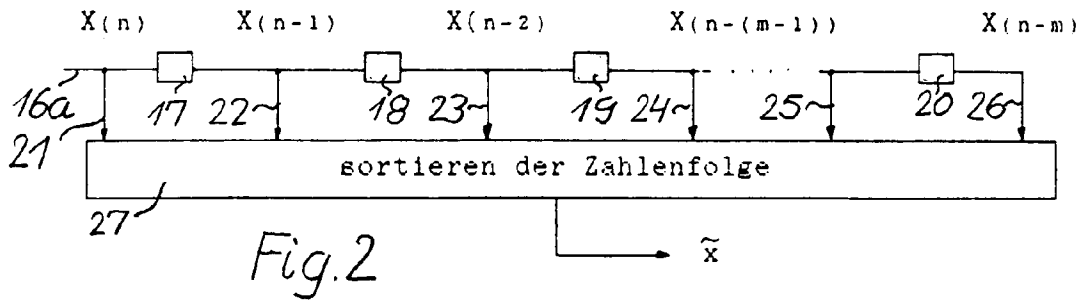 X(n) X(n-1) X(n-2) X(n-(m-1)) X(n-m)
16a 17 22 18 23 19 24 25 20 26
21
sortieren der Zahlenfolge
27
x̃
Fig.2